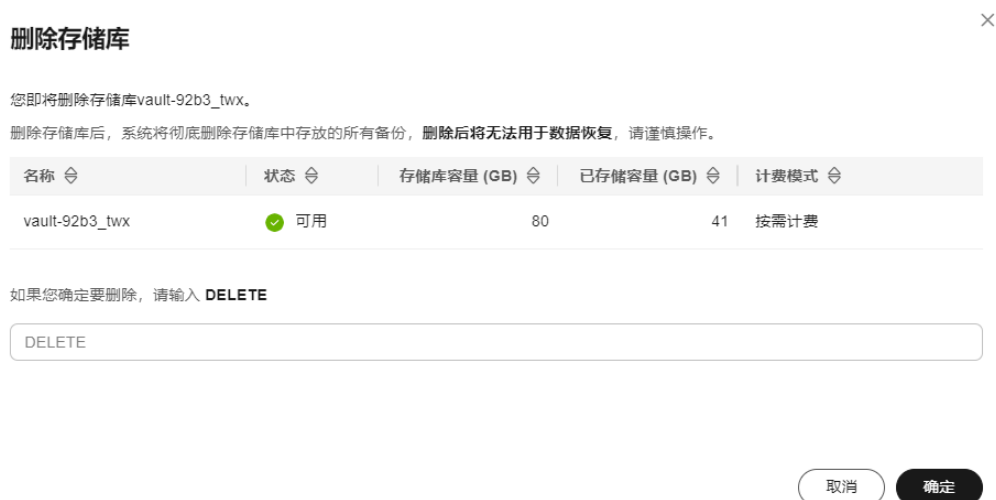 删除存储库
您即将删除存储库vault-92b3_twx。
删除存储库后，系统将彻底删除存储库中存放的所有备份，删除后将无法用于数据恢复，请谨慎操作。
名称 状态 存储库容量 (GB) 已存储容量 (GB) 计费模式
vault-92b3_twx 可用 80 41 按需计费
如果您确定要删除，请输入 DELETE
DELETE
取消 确定